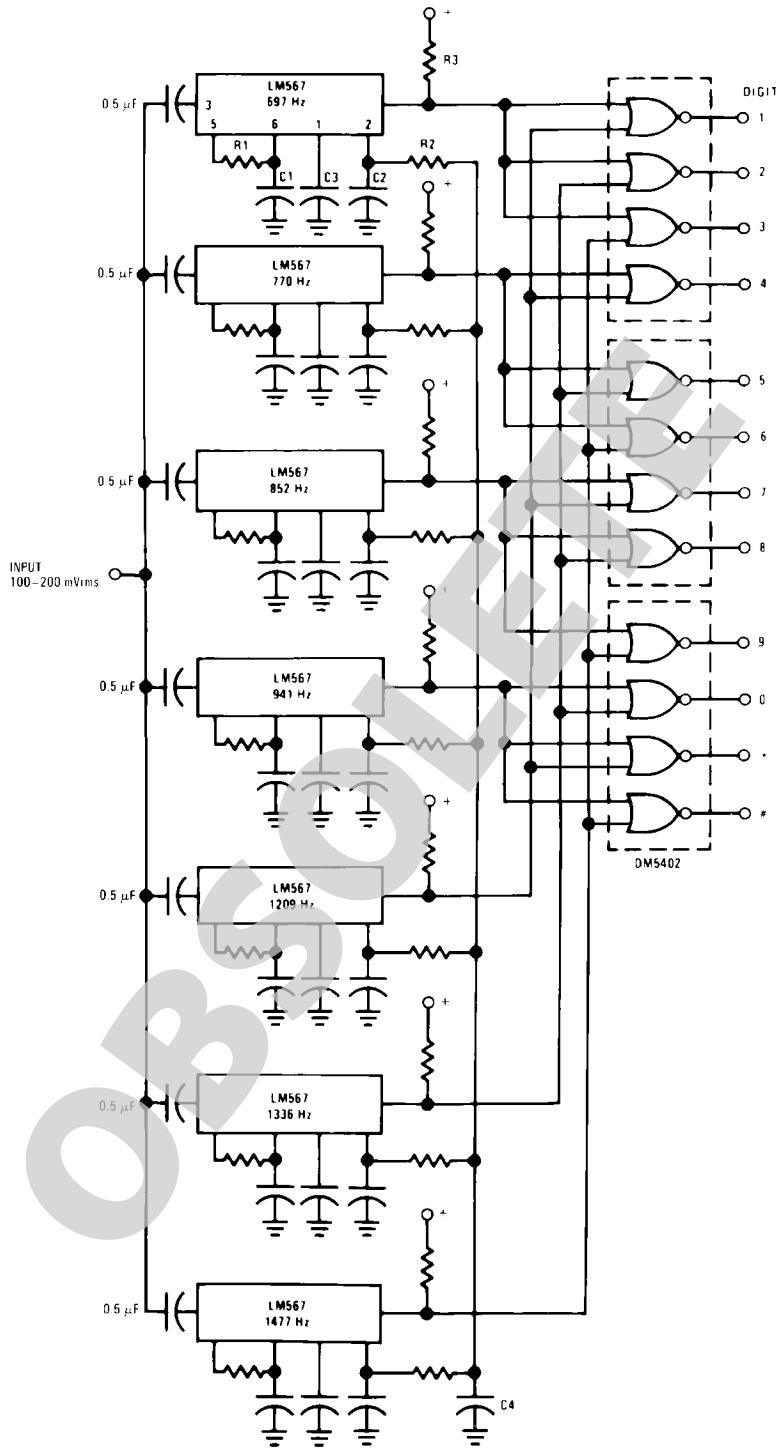 +
R3
LM567
697 Hz
0.5 μF
3
5
6
1
2
R1
R2
C1
C3
C2
DIGIT
1
2
3
4
+
0.5 μF
LM567
770 Hz
+
5
6
7
8
0.5 μF
LM567
852 Hz
INPUT
100–200 mVrms
+
9
0
*
#
DM5402
0.5 μF
LM567
941 Hz
+
0.5 μF
LM567
1209 Hz
+
0.5 μF
LM567
1336 Hz
+
0.5 μF
LM567
1477 Hz
C4
OBSOLETE